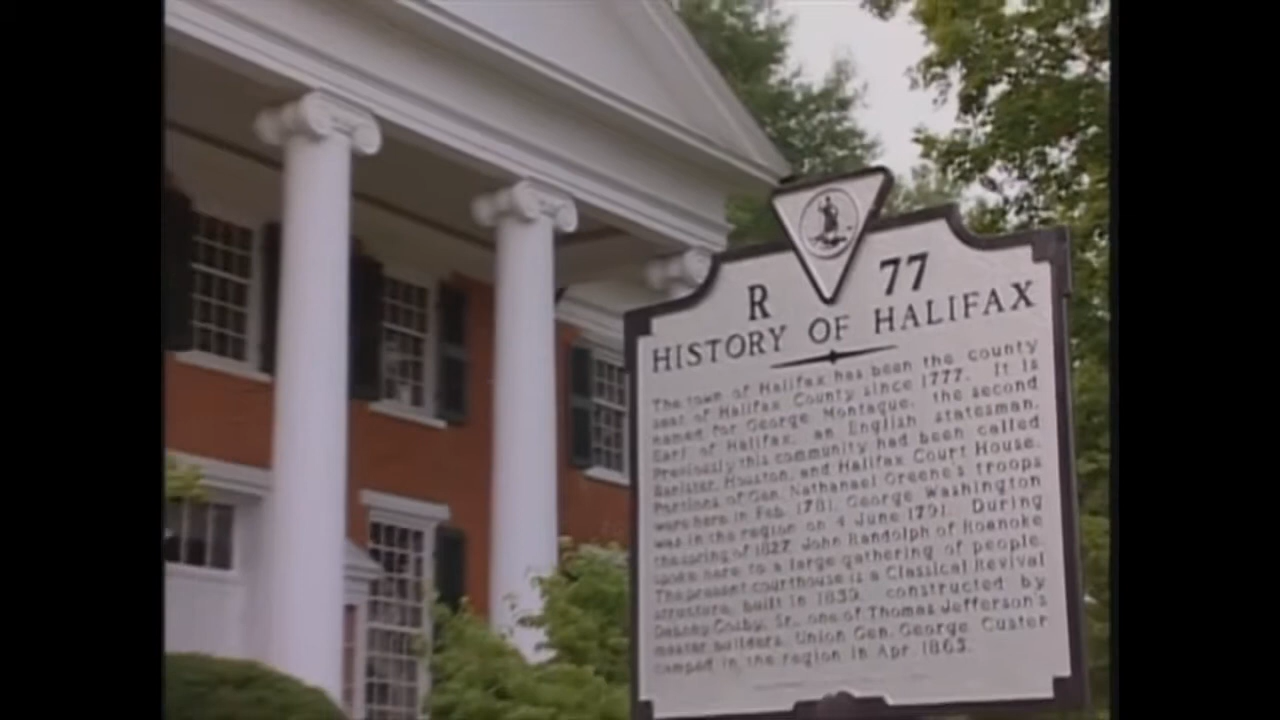 R 77
HISTORY OF HALIFAX
The town of Halifax has been the county
seat of Halifax County since 1777. It is
named for George Montague, the second
Earl of Halifax, an English statesman.
Previously this community had been called
Banister, Houston, and Halifax Court House.
Portions of Gen. Nathanael Greene's troops
were here in Feb. 1781. George Washington
was in the region on 4 June 1791. During
the spring of 1827, John Randolph of Roanoke
spoke here to a large gathering of people.
The present courthouse is a Classical Revival
structure, built in 1839, constructed by
Dabney Cosby, Sr., one of Thomas Jefferson's
master builders. Union Gen. George Custer
camped in the region in Apr. 1865.